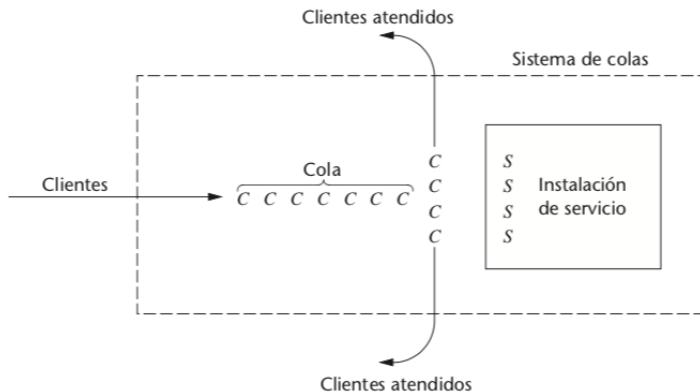 Clientes atendidos
Sistema de colas
Cola
Clientes
C C C C C C C
C
C
C
C
S
S
S
S
Instalación
de servicio
Clientes atendidos